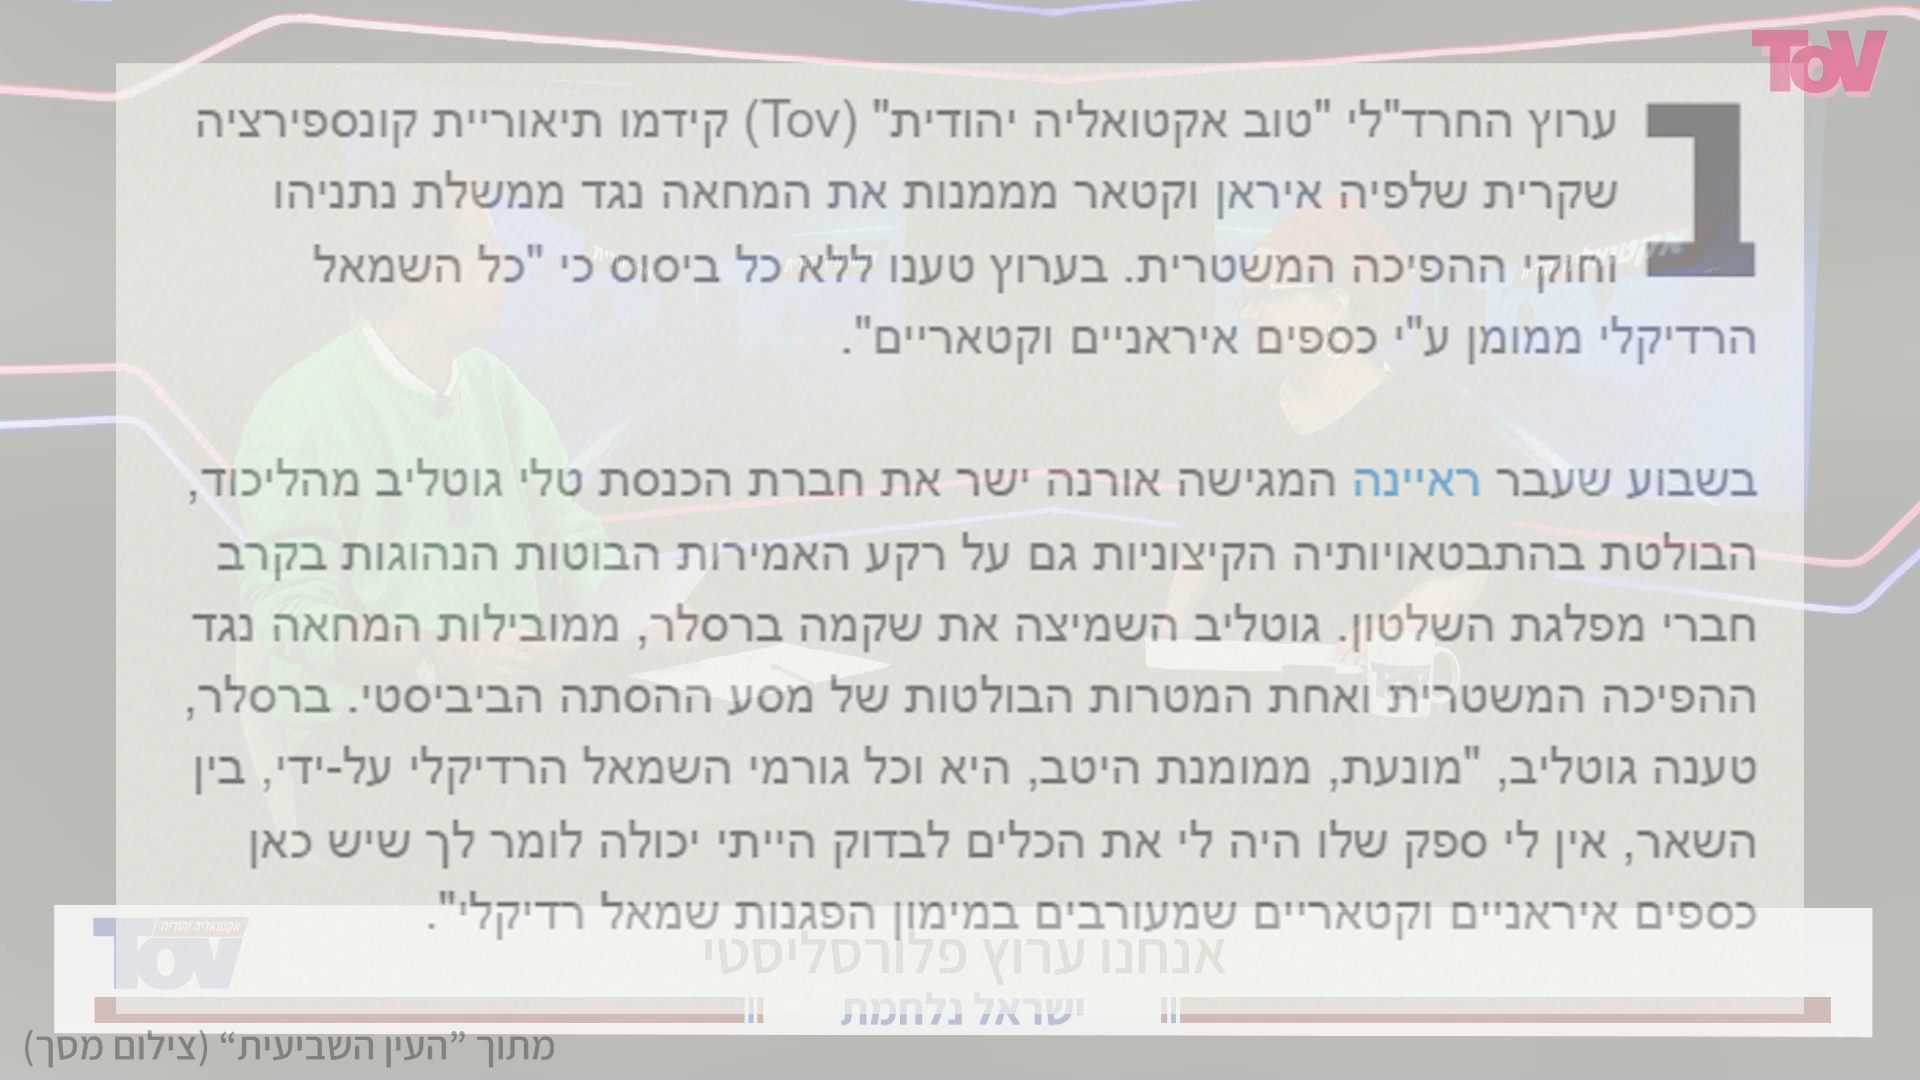 TOV
בערוץ החרד"לי "טוב אקטואליה יהודית" (Tov) קידמו תיאוריית קונספירציה
שקרית שלפיה איראן וקטאר מממנות את המחאה נגד ממשלת נתניהו
וחוקי ההפיכה המשטרית. בערוץ טענו ללא כל ביסוס כי "כל השמאל
הרדיקלי ממומן ע"י כספים איראניים וקטאריים".
בשבוע שעבר ראיינה המגישה אורנה ישר את חברת הכנסת טלי גוטליב מהליכוד,
הבולטת בהתבטאויותיה הקיצוניות גם על רקע האמירות הבוטות הנהוגות בקרב
חברי מפלגת השלטון. גוטליב השמיצה את שקמה ברסלר, ממובילות המחאה נגד
ההפיכה המשטרית ואחת המטרות הבולטות של מסע ההסתה הביביסטי. ברסלר,
טענה גוטליב, "מונעת, ממומנת היטב, היא וכל גורמי השמאל הרדיקלי על-ידי, בין
השאר, אין לי ספק שלו היה לי את הכלים לבדוק הייתי יכולה לומר לך שיש כאן
כספים איראניים וקטאריים שמעורבים במימון הפגנות שמאל רדיקלי".
אקטואליה יהודית
TOV
אנחנו ערוץ פלורסליסטי
ישראל נלחמת
מתוך ”העין השביעית“ (צילום מסך)